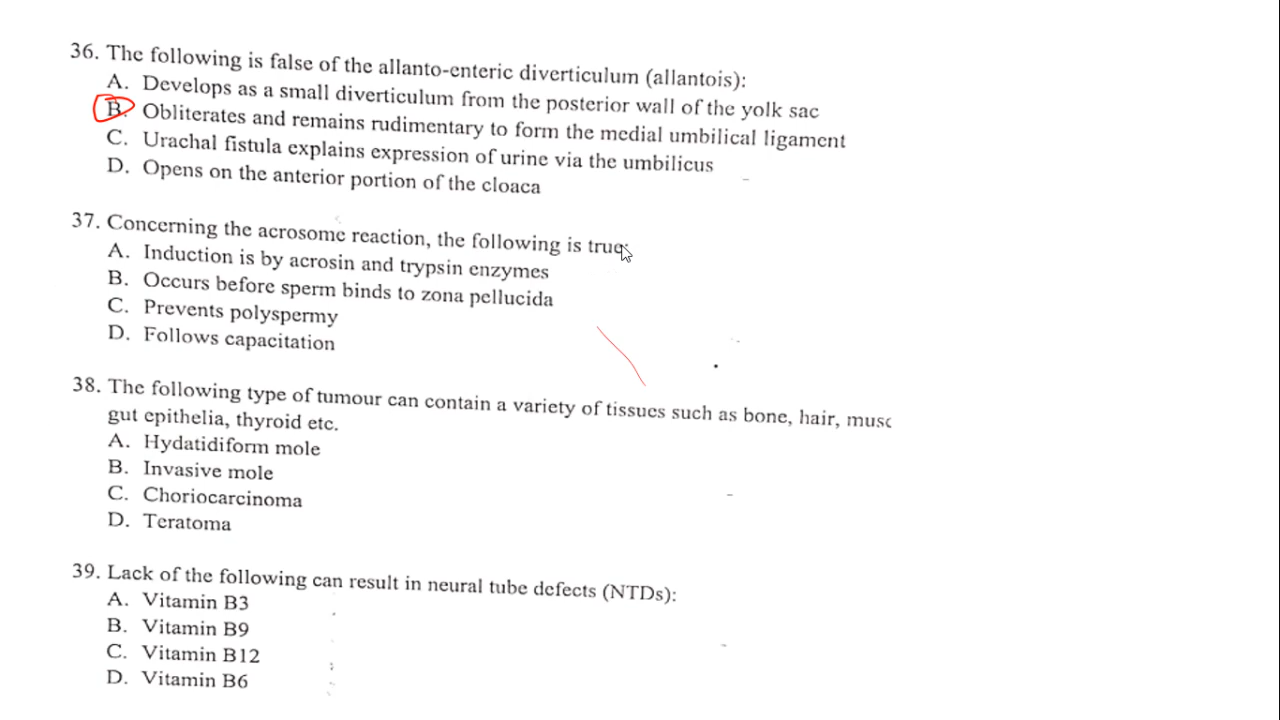 36. The following is false of the allanto-enteric diverticulum (allantois):
A. Develops as a small diverticulum from the posterior wall of the yolk sac
B. Obliterates and remains rudimentary to form the medial umbilical ligament
C. Urachal fistula explains expression of urine via the umbilicus
D. Opens on the anterior portion of the cloaca
37. Concerning the acrosome reaction, the following is true:
A. Induction is by acrosin and trypsin enzymes
B. Occurs before sperm binds to zona pellucida
C. Prevents polyspermy
D. Follows capacitation
38. The following type of tumour can contain a variety of tissues such as bone, hair, musc
gut epithelia, thyroid etc.
A. Hydatidiform mole
B. Invasive mole
C. Choriocarcinoma
D. Teratoma
39. Lack of the following can result in neural tube defects (NTDs):
A. Vitamin B3
B. Vitamin B9
C. Vitamin B12
D. Vitamin B6